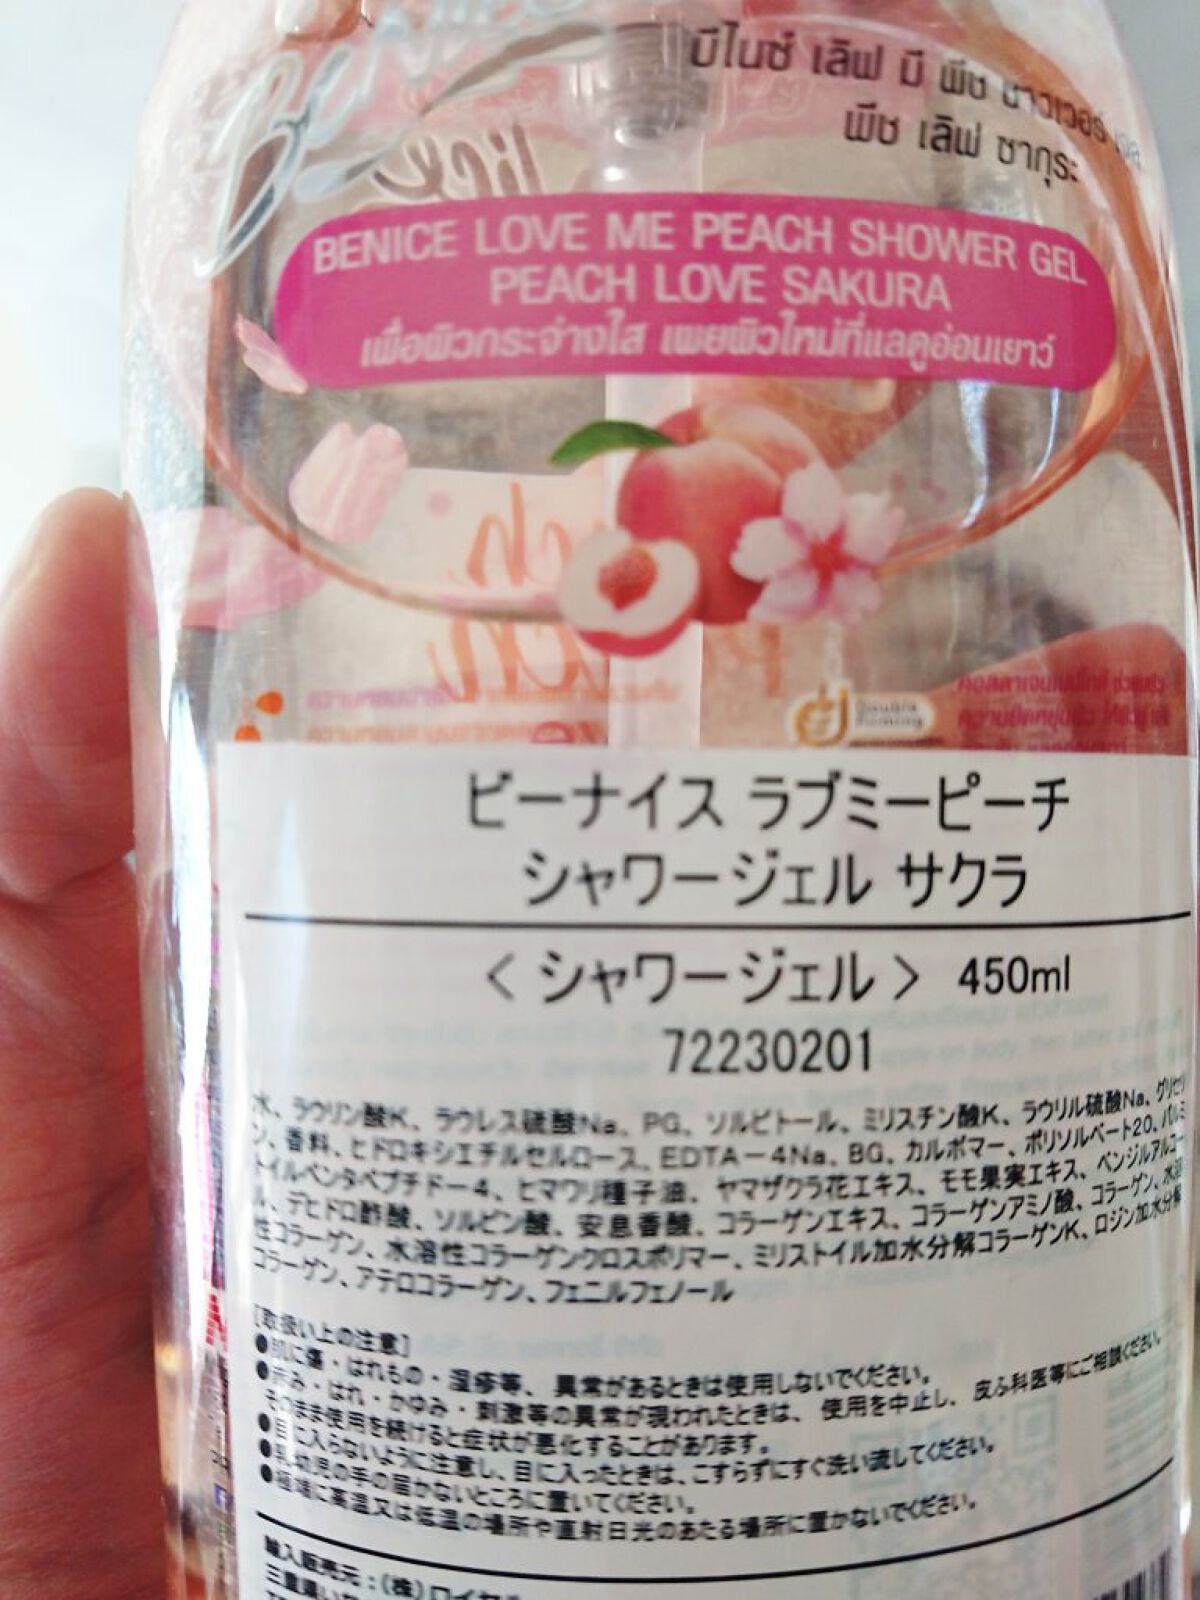 BeNice
บีไนซ์ เลิฟ มี พีช ชาวเวอร์ เจล
พีช เลิฟ ซากุระ
BENICE LOVE ME PEACH SHOWER GEL
PEACH LOVE SAKURA
เพื่อผิวกระจ่างใส เผยผิวใหม่ที่แลดูอ่อนเยาว์
ビーナイス ラブミーピーチ
シャワージェル サクラ
< シャワージェル > 450ml
72230201
水、ラウリン酸K、ラウレス硫酸Na、PG、ソルビトール、ミリスチン酸K、ラウリル硫酸Na、グリセリ
ン、香料、ヒドロキシエチルセルロース、EDTA－4Na、BG、カルボマー、ポリソルベート20、パルミ
トイルペンタペプチド－4、ヒマワリ種子油、ヤマザクラ花エキス、モモ果実エキス、ベンジルアルコー
ル、デヒドロ酢酸、ソルビン酸、安息香酸、コラーゲンエキス、コラーゲンアミノ酸、コラーゲン、水溶
性コラーゲン、水溶性コラーゲンクロスポリマー、ミリストイル加水分解コラーゲンK、ロジン加水分解
コラーゲン、アテロコラーゲン、フェニルフェノール
[取扱い上の注意]
●肌に傷・はれもの・湿疹等、異常があるときは使用しないでください。
●赤み・はれ・かゆみ・刺激等の異常が現われたときは、使用を中止し、皮ふ科医等にご相談ください。
そのまま使用を続けると症状が悪化することがあります。
●目に入らないように注意し、目に入ったときは、こすらずにすぐ洗い流してください。
●乳幼児の手の届かないところに置いてください。
●極端に高温又は低温の場所や直射日光のあたる場所に置かないでください。
輸入販売元：(株)ロイヤル